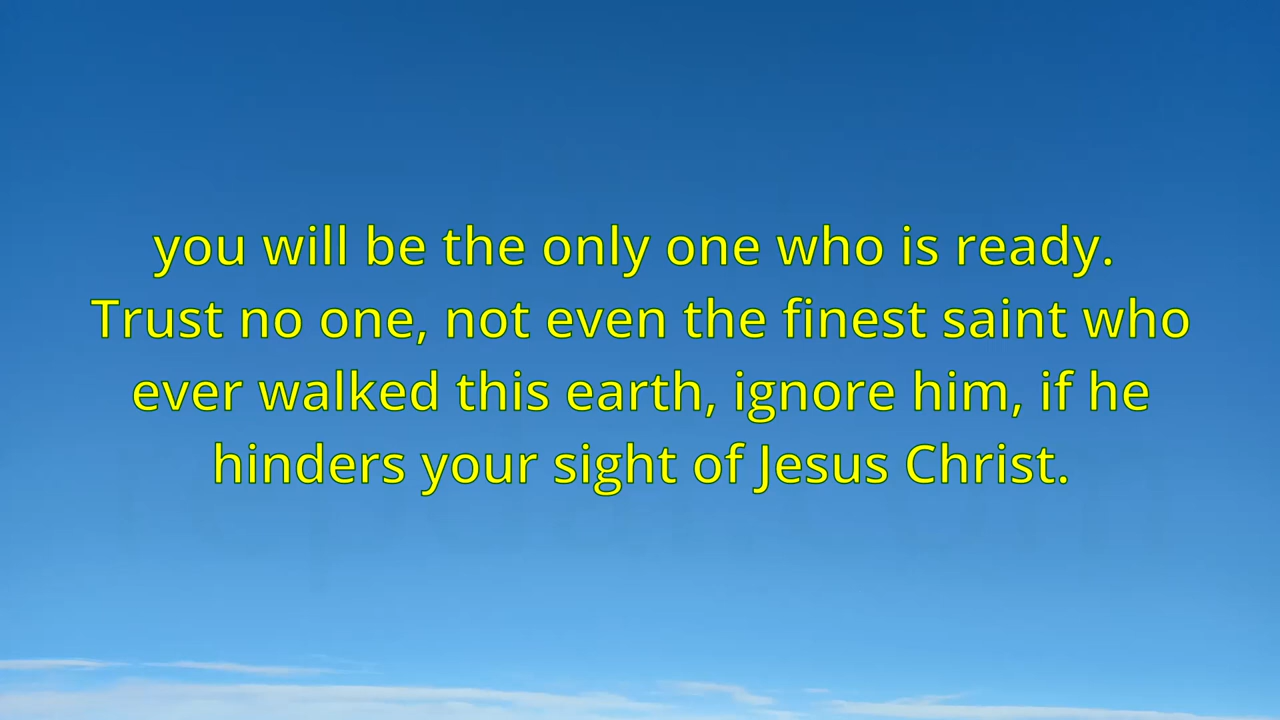 you will be the only one who is ready.
Trust no one, not even the finest saint who
ever walked this earth, ignore him, if he
hinders your sight of Jesus Christ.